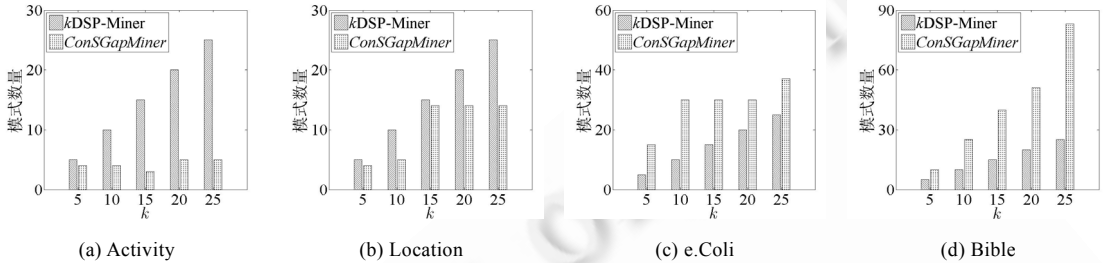 30
20
10
0
模式数量
kDSP-Miner
ConSGapMiner
5 10 15 20 25
k
(a) Activity
30
20
10
0
模式数量
kDSP-Miner
ConSGapMiner
5 10 15 20 25
k
(b) Location
60
40
20
0
模式数量
kDSP-Miner
ConSGapMiner
5 10 15 20 25
k
(c) e.Coli
90
60
30
0
模式数量
kDSP-Miner
ConSGapMiner
5 10 15 20 25
k
(d) Bible